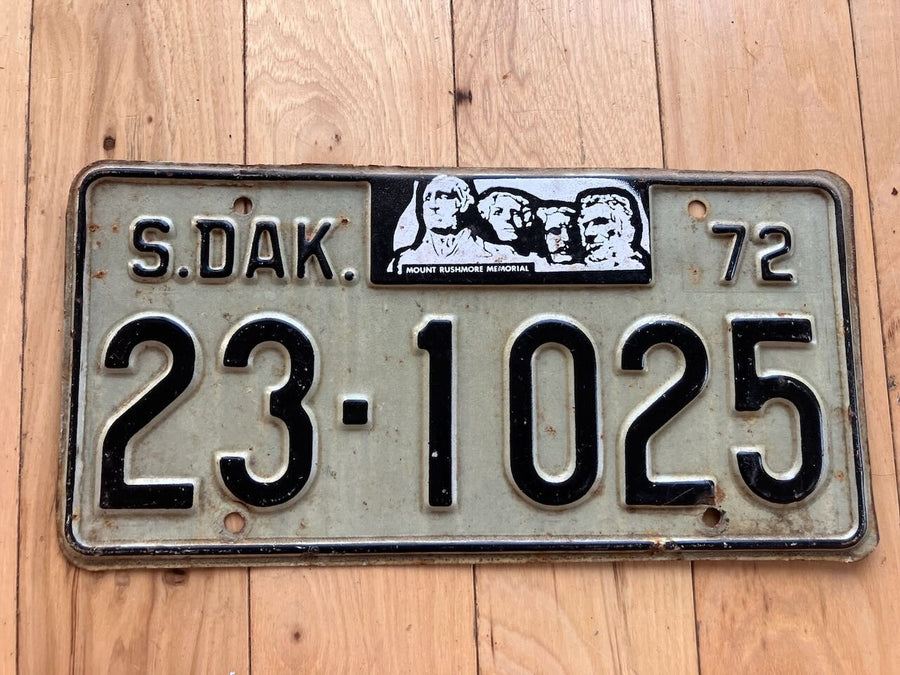 S.DAK. 72
MOUNT RUSHMORE MEMORIAL
23-1025